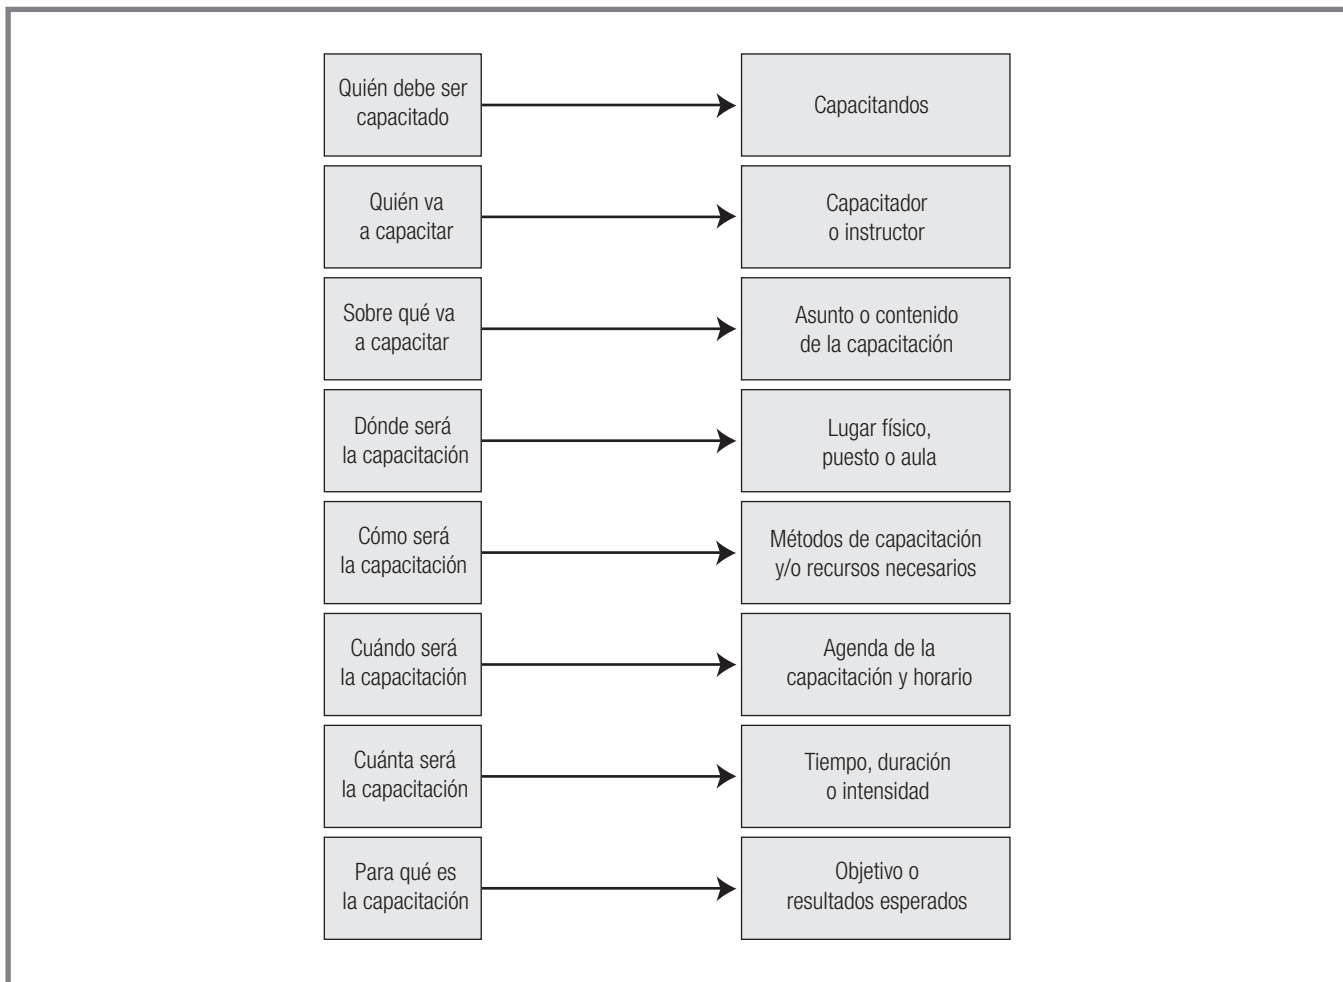 Quién debe ser
capacitado
Capacitandos
Quién va
a capacitar
Capacitador
o instructor
Sobre qué va
a capacitar
Asunto o contenido
de la capacitación
Dónde será
la capacitación
Lugar físico,
puesto o aula
Cómo será
la capacitación
Métodos de capacitación
y/o recursos necesarios
Cuándo será
la capacitación
Agenda de la
capacitación y horario
Cuánta será
la capacitación
Tiempo, duración
o intensidad
Para qué es
la capacitación
Objetivo o
resultados esperados